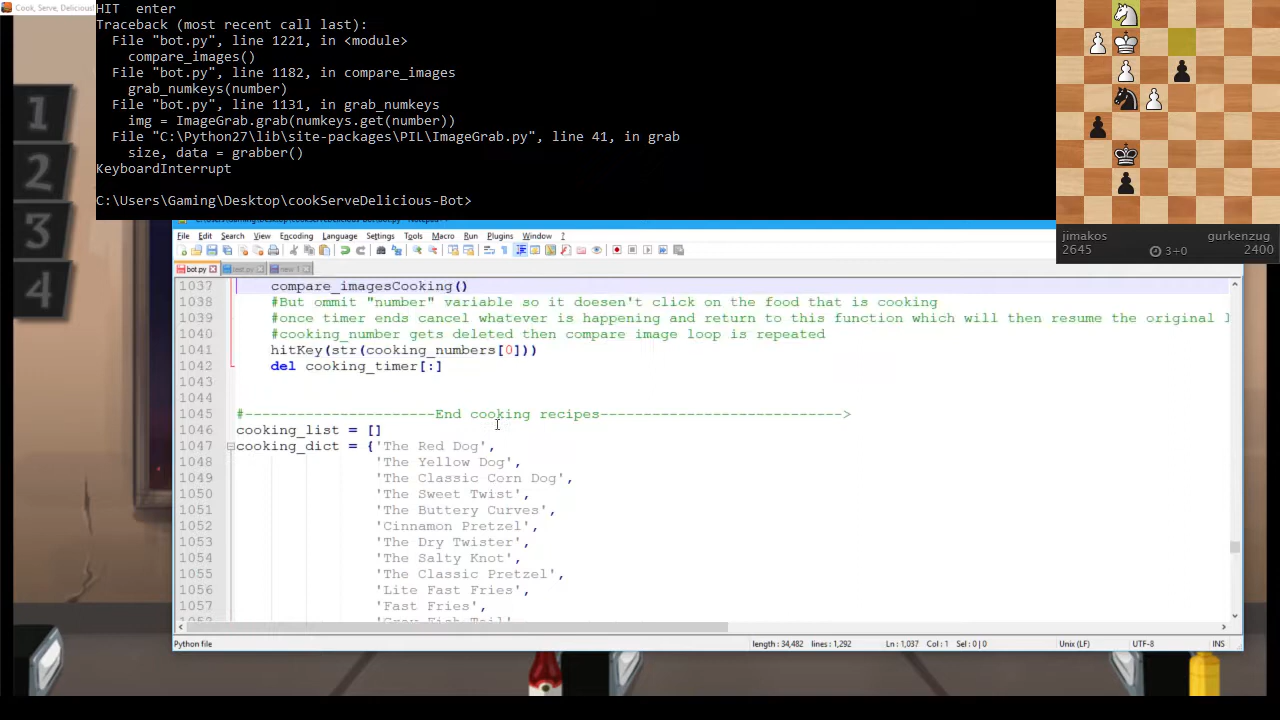 Cook, Serve, Delicious!
HIT  enter
Traceback (most recent call last):
  File "bot.py", line 1221, in <module>
    compare_images()
  File "bot.py", line 1182, in compare_images
    grab_numkeys(number)
  File "bot.py", line 1131, in grab_numkeys
    img = ImageGrab.grab(numkeys.get(number))
  File "C:\Python27\lib\site-packages\PIL\ImageGrab.py", line 41, in grab
    size, data = grabber()
KeyboardInterrupt
C:\Users\Gaming\Desktop\cookServeDelicious-Bot>
1
2
3
4
jimakos gurkenzug
2645 3+0 2400
File Edit Search View Encoding Language Settings Tools Macro Run Plugins Window ?
bot.py new 1
1037     compare_imagesCooking()
1038     #But ommit "number" variable so it doesen't click on the food that is cooking
1039     #once timer ends cancel whatever is happening and return to this function which will then resume the original l
1040     #cooking_number gets deleted then compare image loop is repeated
1041     hitKey(str(cooking_numbers[0]))
1042     del cooking_timer[:]
1043
1044
1045 #----------------------End cooking recipes---------------------------->
1046 cooking_list = []
1047 cooking_dict = {'The Red Dog',
1048                 'The Yellow Dog',
1049                 'The Classic Corn Dog',
1050                 'The Sweet Twist',
1051                 'The Buttery Curves',
1052                 'Cinnamon Pretzel',
1053                 'The Dry Twister',
1054                 'The Salty Knot',
1055                 'The Classic Pretzel',
1056                 'Lite Fast Fries',
1057                 'Fast Fries',
Python file length : 34,482 lines : 1,292 Ln : 1,037 Col : 1 Sel : 0 | 0 Unix (LF) UTF-8 INS